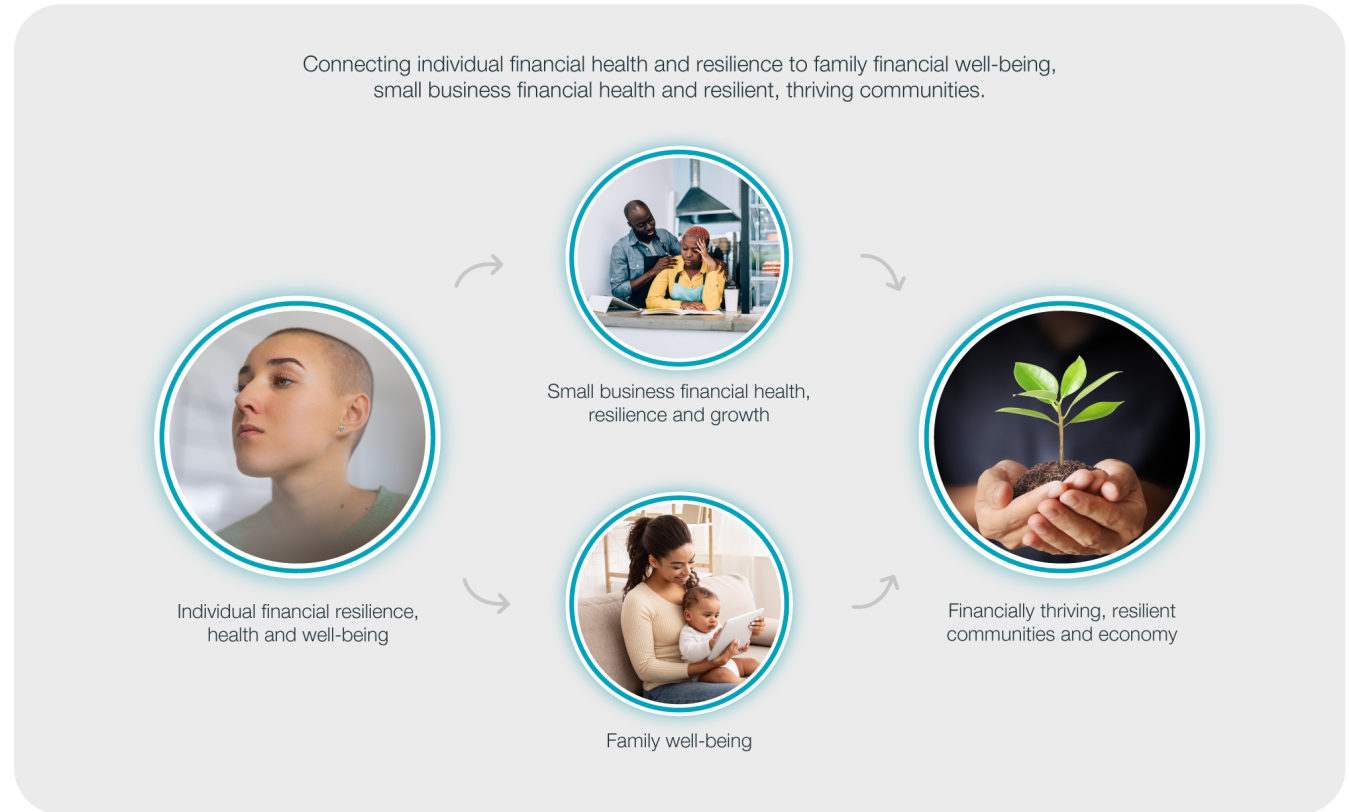 Connecting individual financial health and resilience to family financial well-being,
small business financial health and resilient, thriving communities.
Small business financial health,
resilience and growth
Individual financial resilience,
health and well-being
Financially thriving, resilient
communities and economy
Family well-being